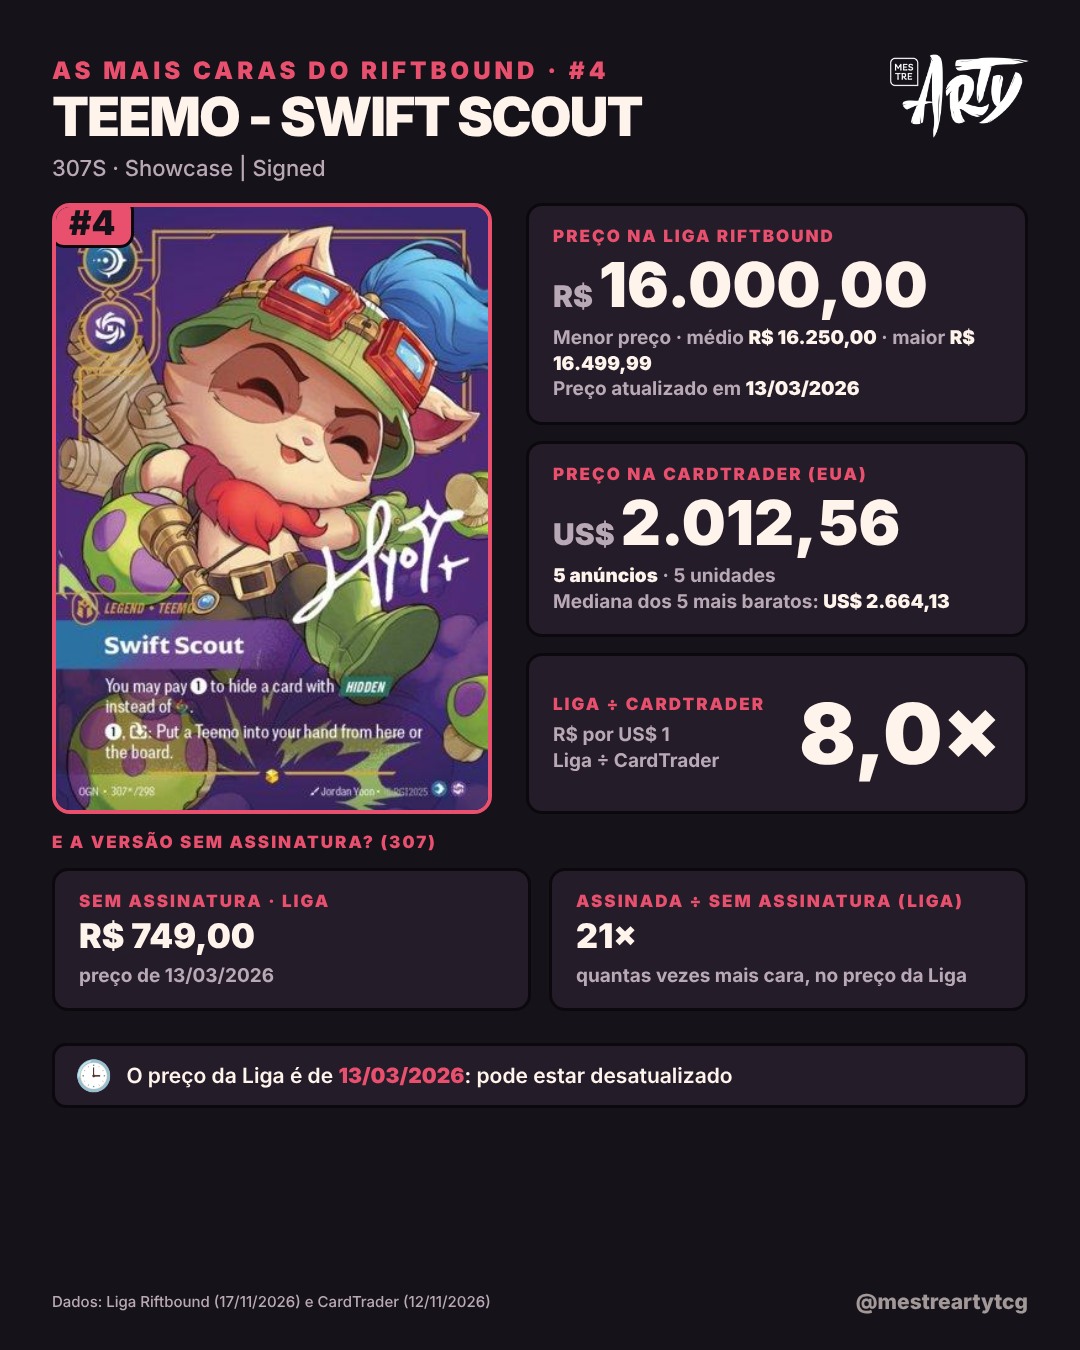 AS MAIS CARAS DO RIFTBOUND · #4
TEEMO - SWIFT SCOUT
307S · Showcase | Signed
MES
TRE
ARTY
#4
LEGEND • TEEMO
Swift Scout
You may pay 1 to hide a card with HIDDEN
instead of
1, : Put a Teemo into your hand from here or
the board.
OGN • 307*/298
Jordan Yoon • RGI2025
PREÇO NA LIGA RIFTBOUND
R$ 16.000,00
Menor preço · médio R$ 16.250,00 · maior R$
16.499,99
Preço atualizado em 13/03/2026
PREÇO NA CARDTRADER (EUA)
US$ 2.012,56
5 anúncios · 5 unidades
Mediana dos 5 mais baratos: US$ 2.664,13
LIGA ÷ CARDTRADER
R$ por US$ 1
Liga ÷ CardTrader
8,0×
E A VERSÃO SEM ASSINATURA? (307)
SEM ASSINATURA · LIGA
R$ 749,00
preço de 13/03/2026
ASSINADA ÷ SEM ASSINATURA (LIGA)
21×
quantas vezes mais cara, no preço da Liga
O preço da Liga é de 13/03/2026: pode estar desatualizado
Dados: Liga Riftbound (17/11/2026) e CardTrader (12/11/2026)
@mestreartytcg